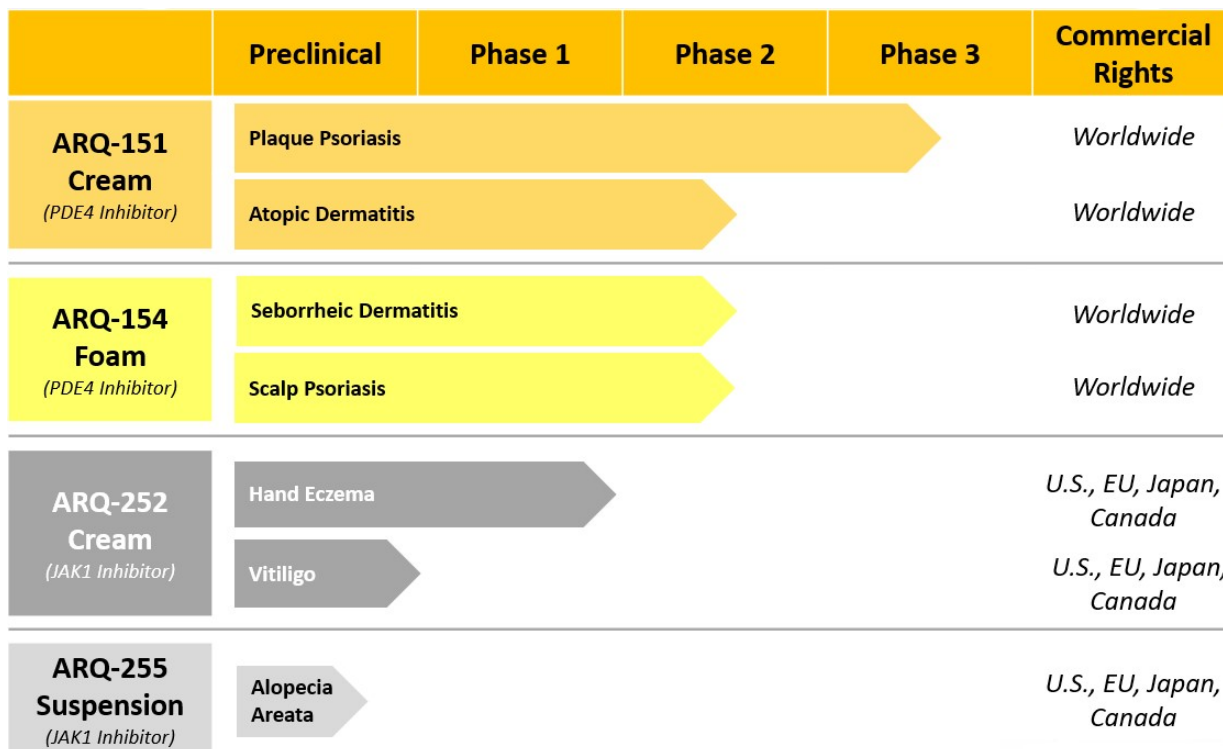 Preclinical
Phase 1
Phase 2
Phase 3
Commercial
Rights
ARQ-151
Cream
(PDE4 Inhibitor)
Plaque Psoriasis
Worldwide
Atopic Dermatitis
Worldwide
ARQ-154
Foam
(PDE4 Inhibitor)
Seborrheic Dermatitis
Worldwide
Scalp Psoriasis
Worldwide
ARQ-252
Cream
(JAK1 Inhibitor)
Hand Eczema
U.S., EU, Japan,
Canada
Vitiligo
U.S., EU, Japan,
Canada
ARQ-255
Suspension
(JAK1 Inhibitor)
Alopecia
Areata
U.S., EU, Japan,
Canada